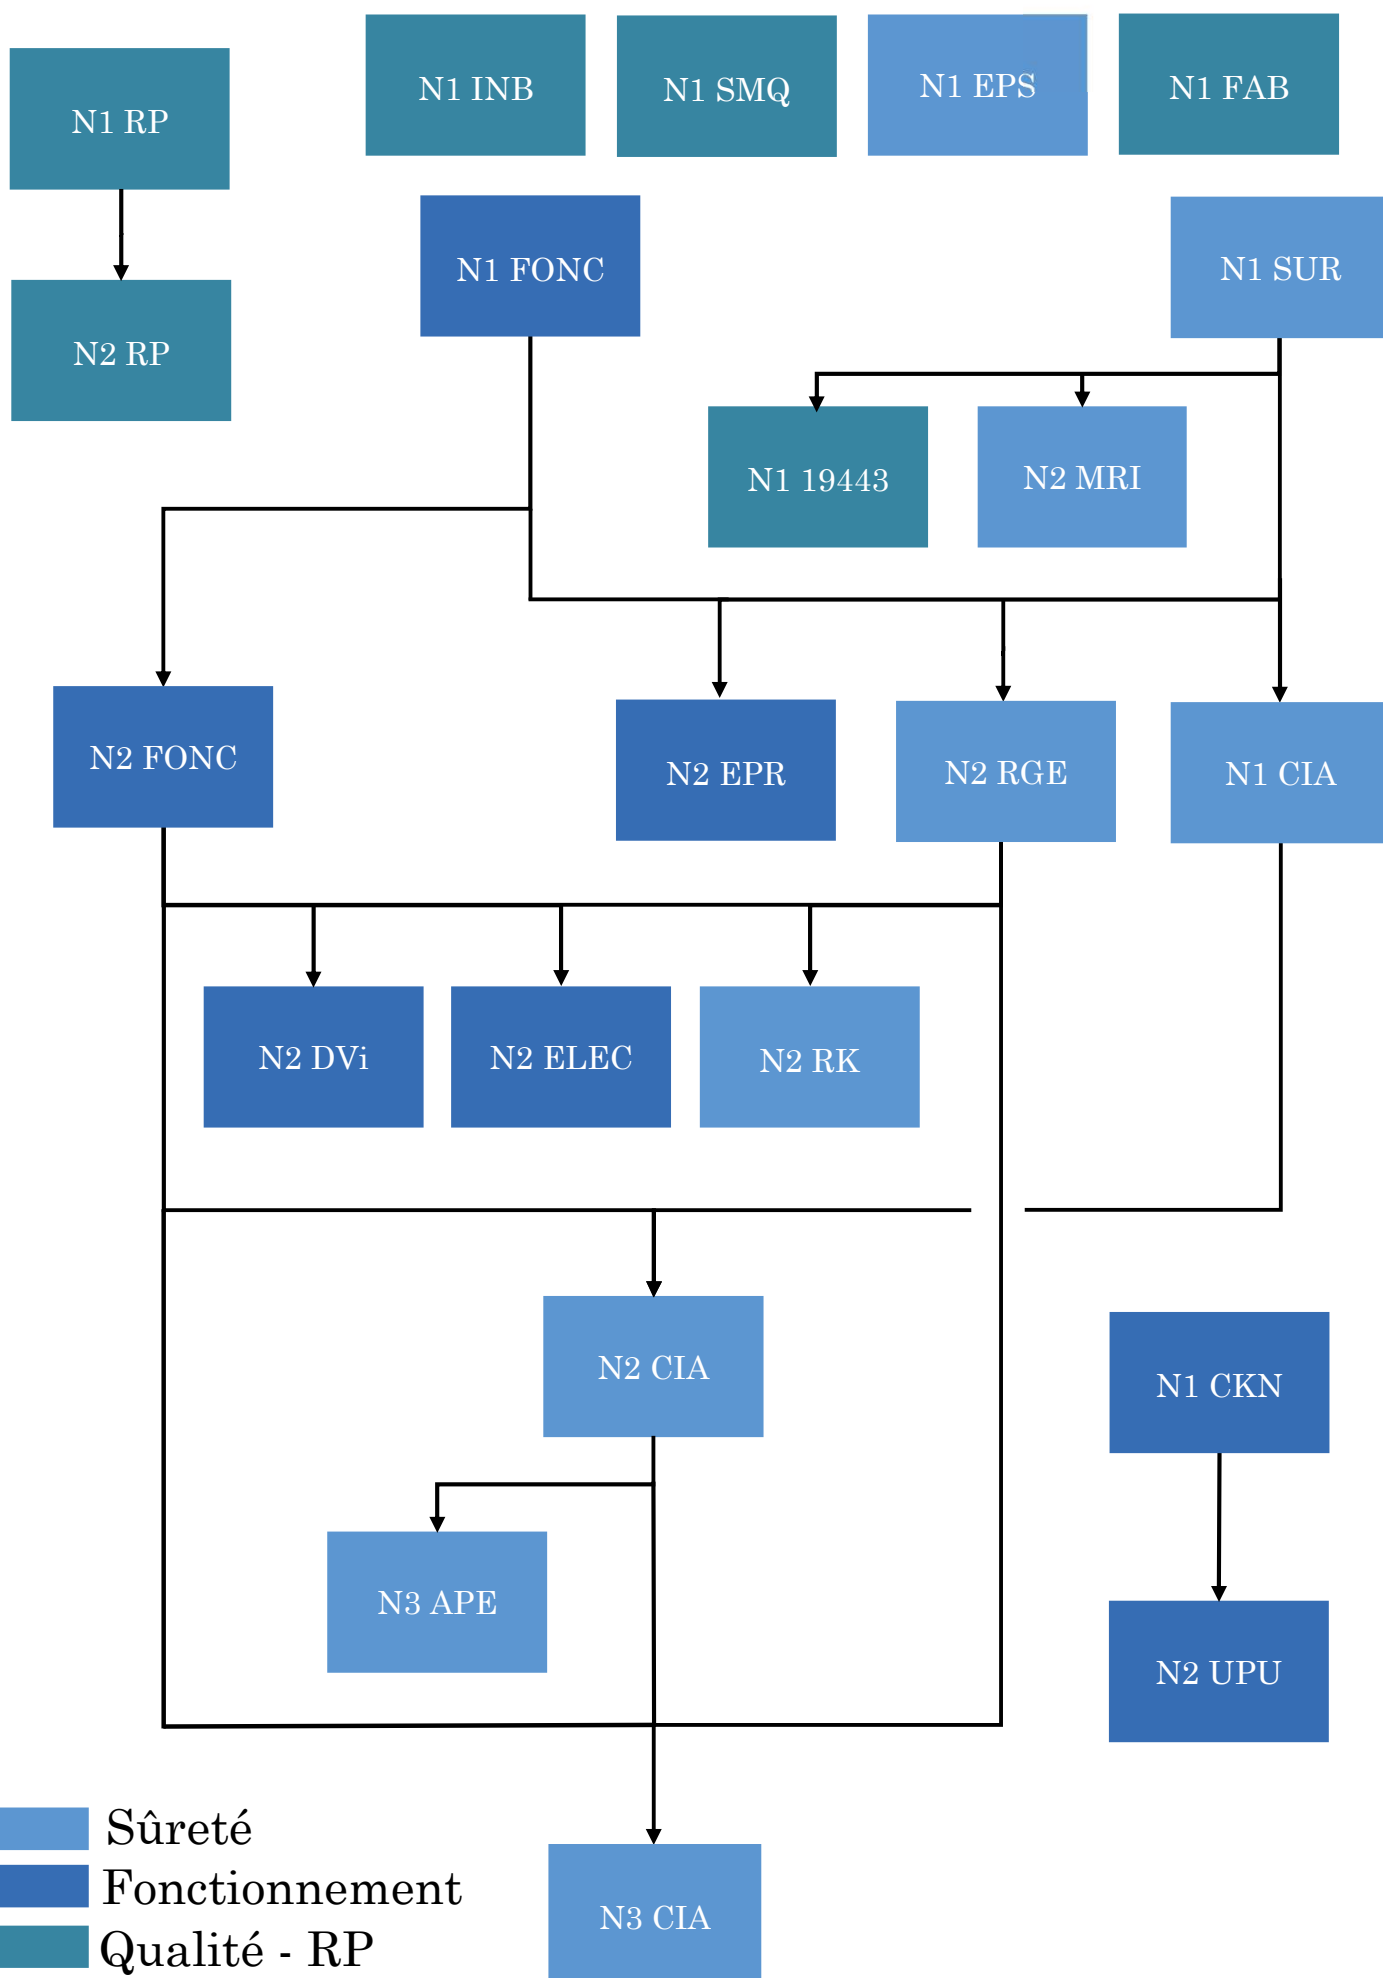 N1 RP
N1 INB
N1 SMQ
N1 EPS
N1 FAB
N1 FONC
N1 SUR
N2 RP
N1 19443
N2 MRI
N2 FONC
N2 EPR
N2 RGE
N1 CIA
N2 DVi
N2 ELEC
N2 RK
N2 CIA
N1 CKN
N3 APE
N2 UPU
Sûreté
Fonctionnement
Qualité - RP
N3 CIA